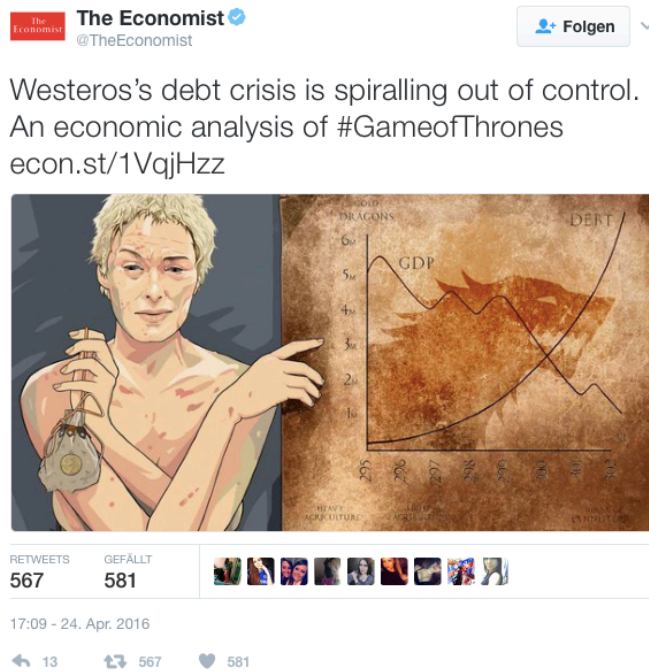 The
Economist
The Economist
@TheEconomist
Folgen
Westeros's debt crisis is spiralling out of control.
An economic analysis of #GameofThrones
econ.st/1VqjHzz
GOLD
DRAGONS
DEBT
6M
GDP
5M
4M
3M
2M
1M
295
296
297
298
299
300
301
302
HEAVY
AGRICULTURE
RETWEETS
GEFÄLLT
567
581
17:09 - 24. Apr. 2016
13
567
581